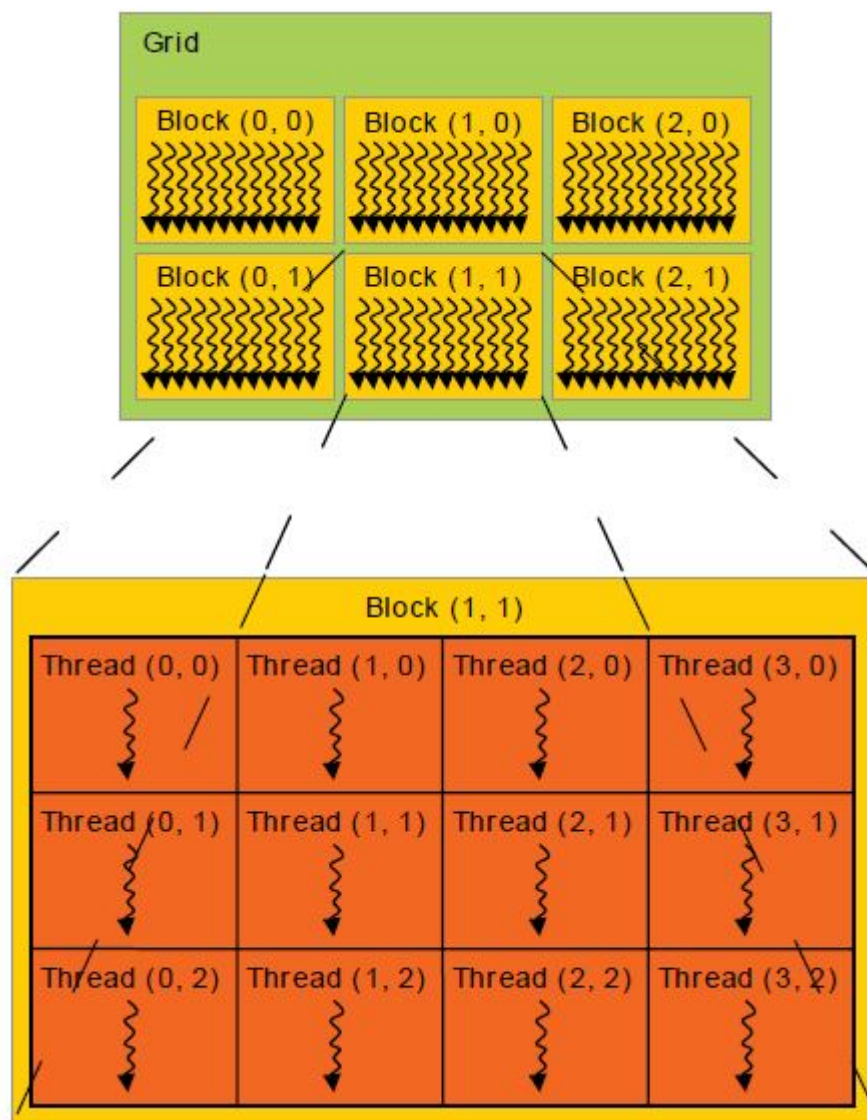 Grid
Block (0, 0) Block (1, 0) Block (2, 0)
Block (0, 1) Block (1, 1) Block (2, 1)
Block (1, 1)
Thread (0, 0) Thread (1, 0) Thread (2, 0) Thread (3, 0)
Thread (0, 1) Thread (1, 1) Thread (2, 1) Thread (3, 1)
Thread (0, 2) Thread (1, 2) Thread (2, 2) Thread (3, 2)